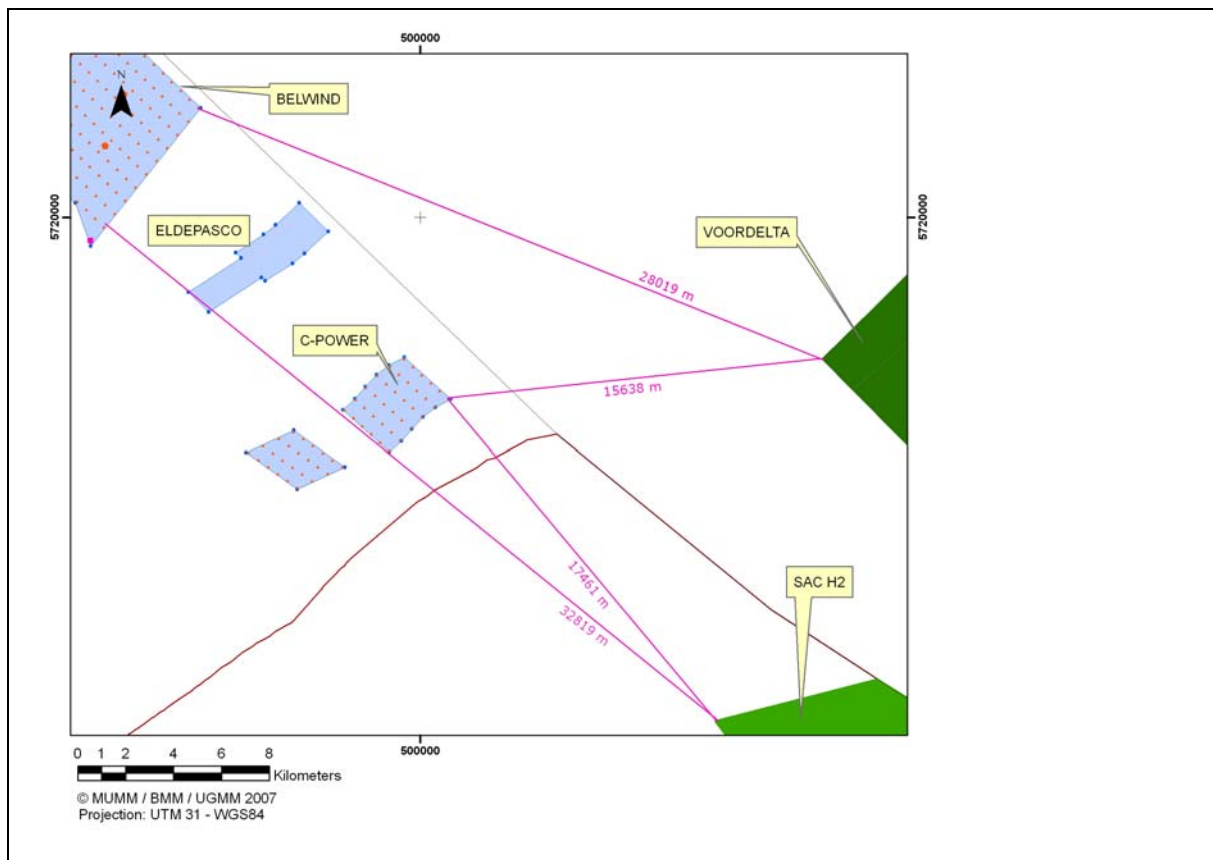 500000
N
BELWIND
5720000
5720000
ELDEPASCO
VOORDELTA
28019 m
C-POWER
15638 m
17461 m
32819 m
SAC H2
500000
0 1 2 4 6 8
Kilometers
© MUMM / BMM / UGMM 2007
Projection: UTM 31 - WGS84